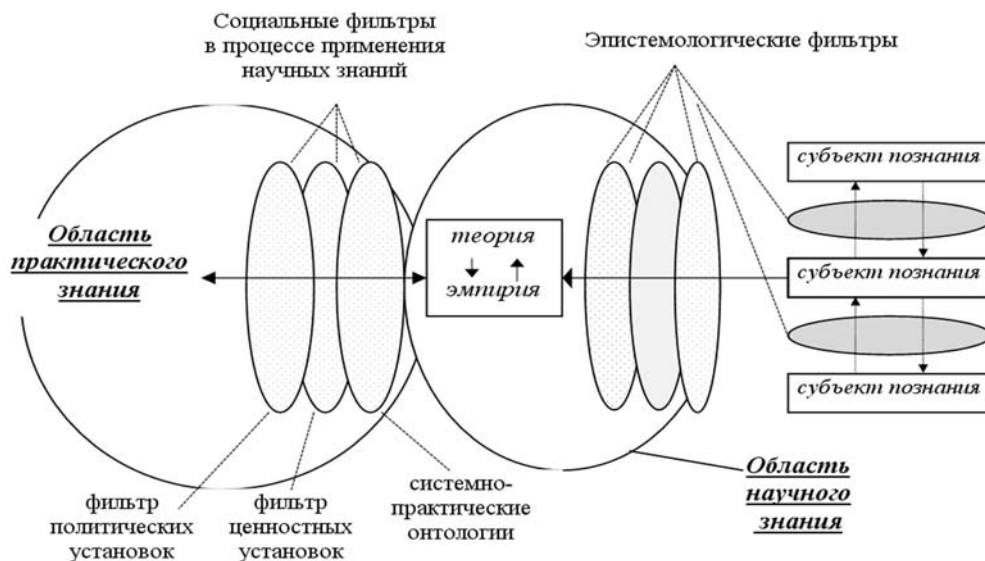 Социальные фильтры
в процессе применения
научных знаний
Эпистемологические фильтры
субъект познания
Область
практического
знания
теория
эмпирия
субъект познания
субъект познания
фильтр
политических
установок
фильтр
ценностных
установок
системно-
практические
онтологии
Область
научного
знания